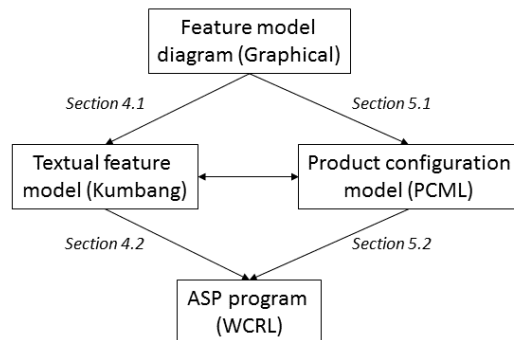 Feature model
diagram (Graphical)
Section 4.1
Section 5.1
Textual feature
model (Kumbang)
Product configuration
model (PCML)
Section 4.2
Section 5.2
ASP program
(WCRL)